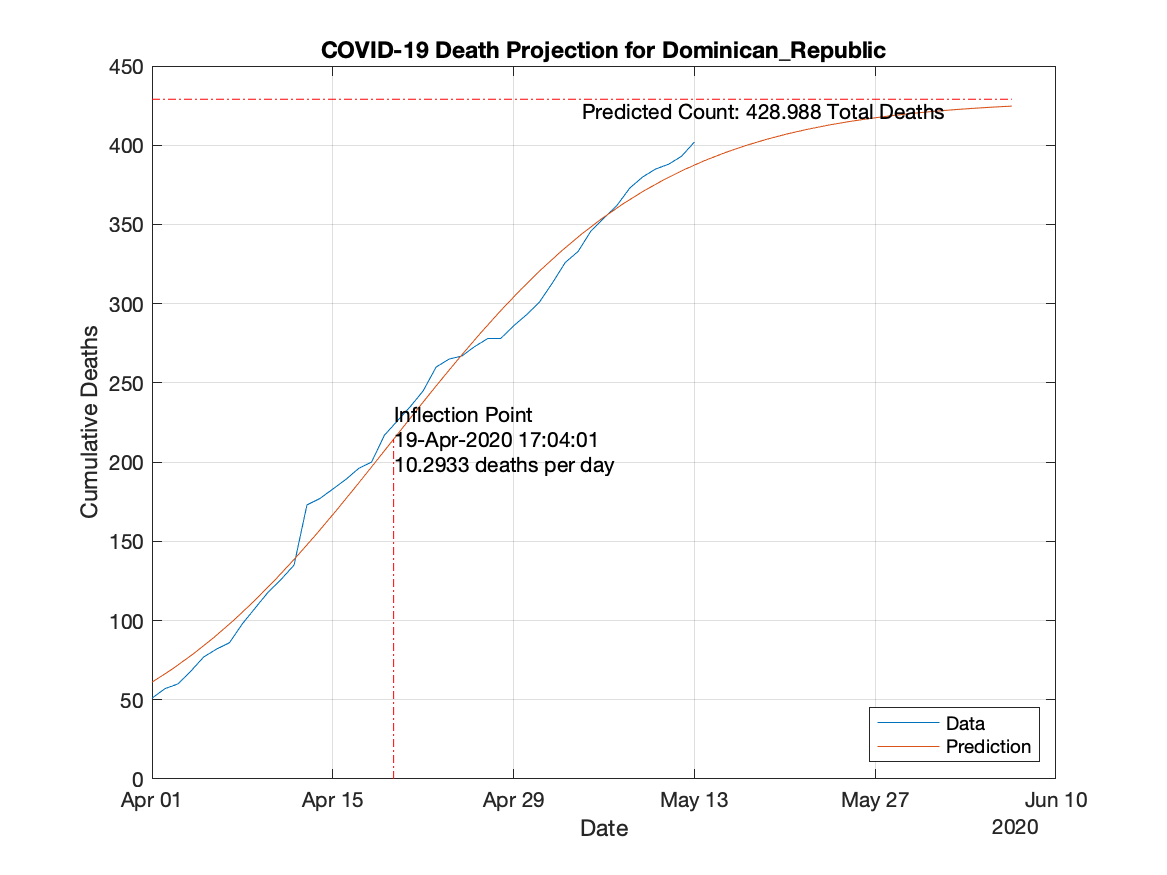 COVID-19 Death Projection for Dominican_Republic
450
400
350
300
250
200
150
100
50
0
Cumulative Deaths
Predicted Count: 428.988 Total Deaths
Inflection Point
19-Apr-2020 17:04:01
10.2933 deaths per day
Data
Prediction
Apr 01
Apr 15
Apr 29
May 13
May 27
Jun 10
Date
2020